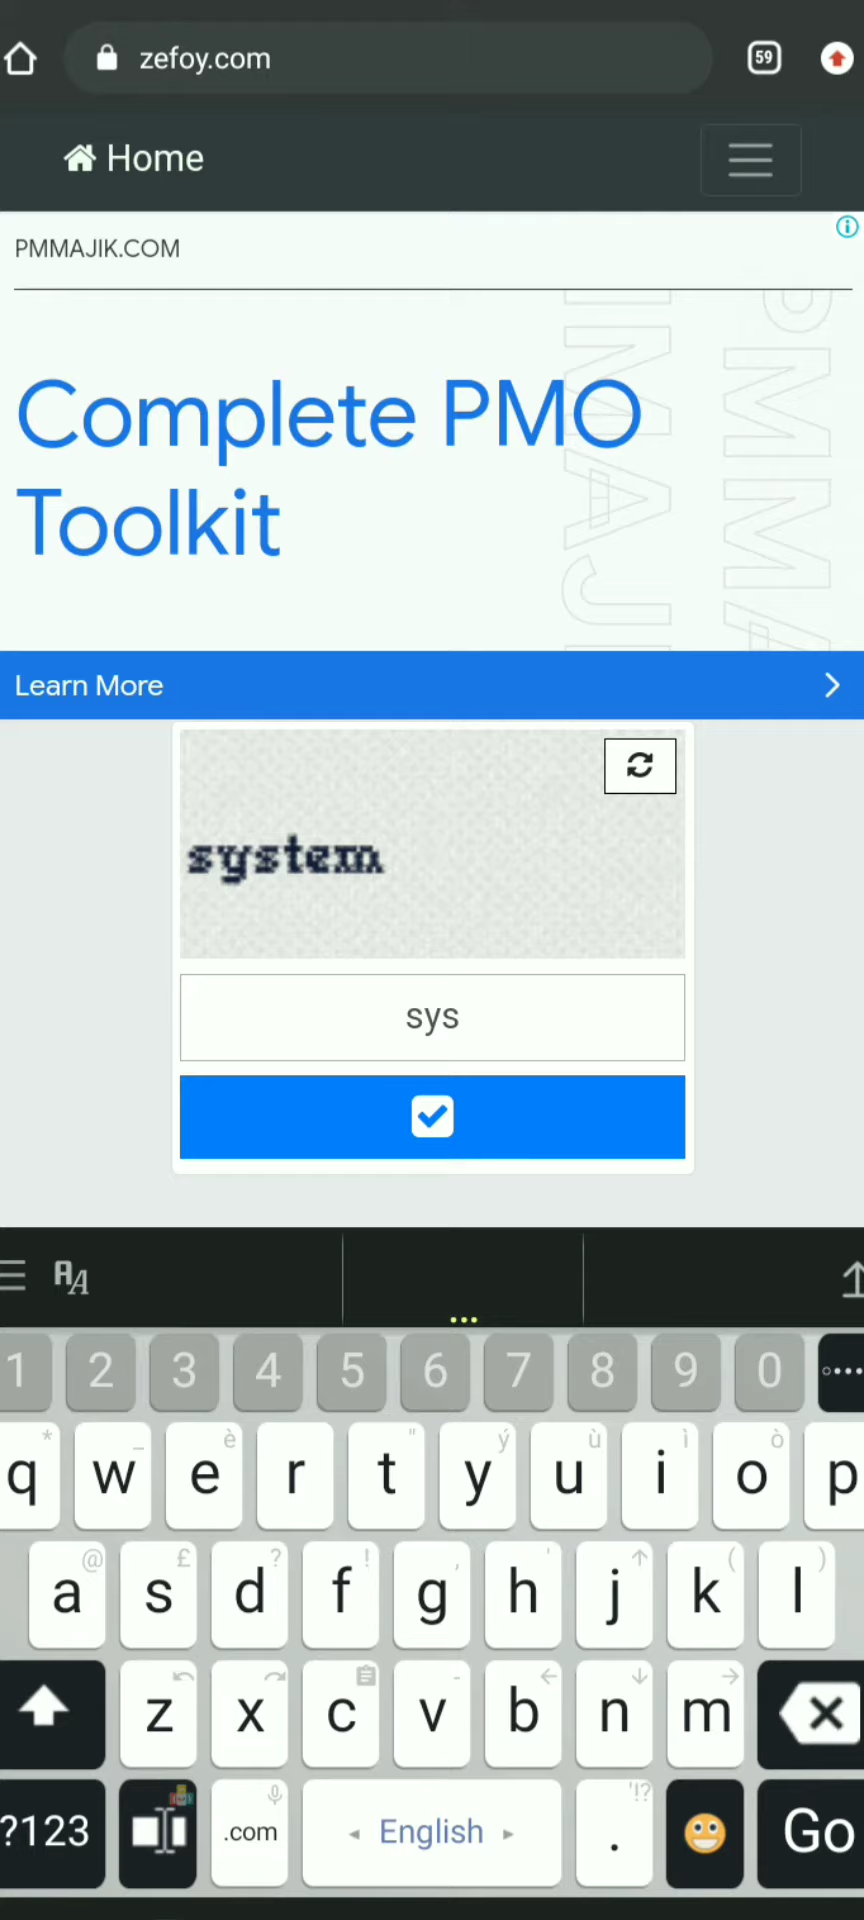 zefoy.com
59
Home
PMMAJIK.COM
Complete PMO
Toolkit
Learn More
system
sys
1 2 3 4 5 6 7 8 9 0
q w e r t y u i o p
a s d f g h j k l
z x c v b n m
?123 .com English . Go